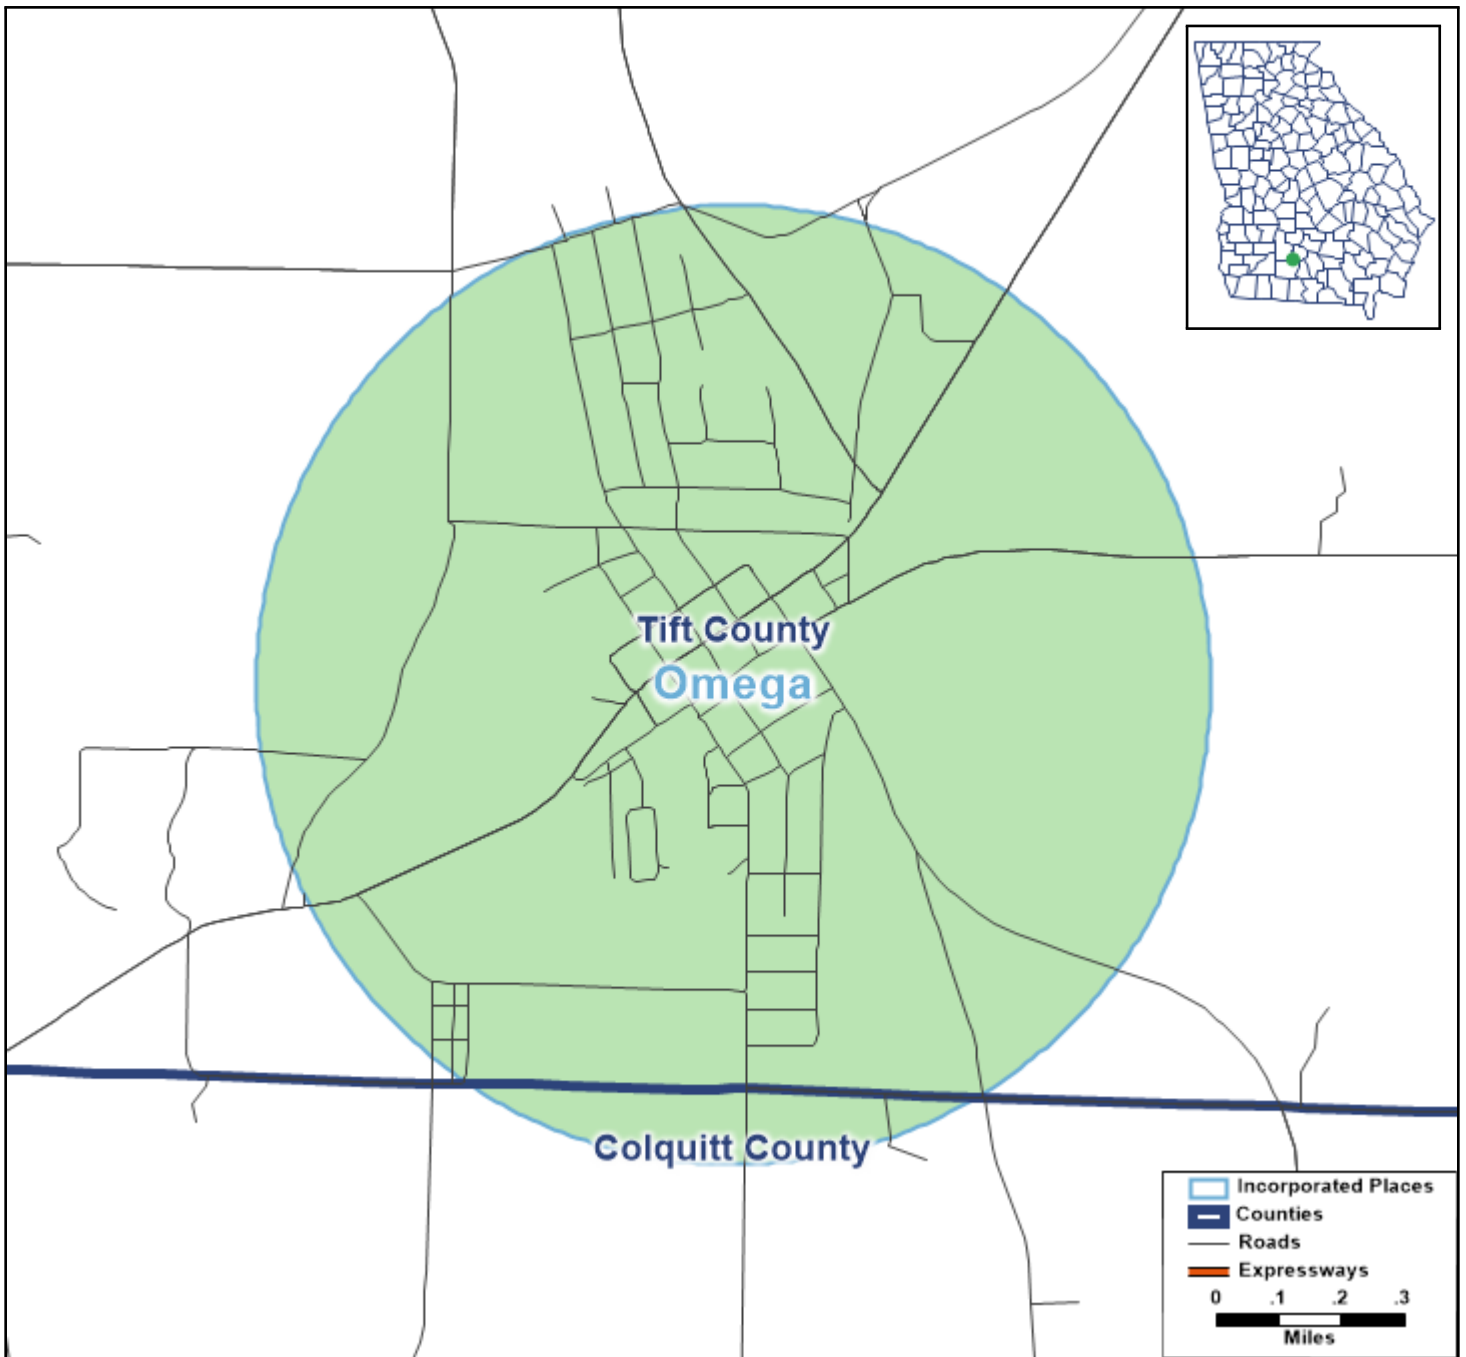 Tift County
Omega
Colquitt County
Incorporated Places
Counties
Roads
Expressways
0 .1 .2 .3
Miles